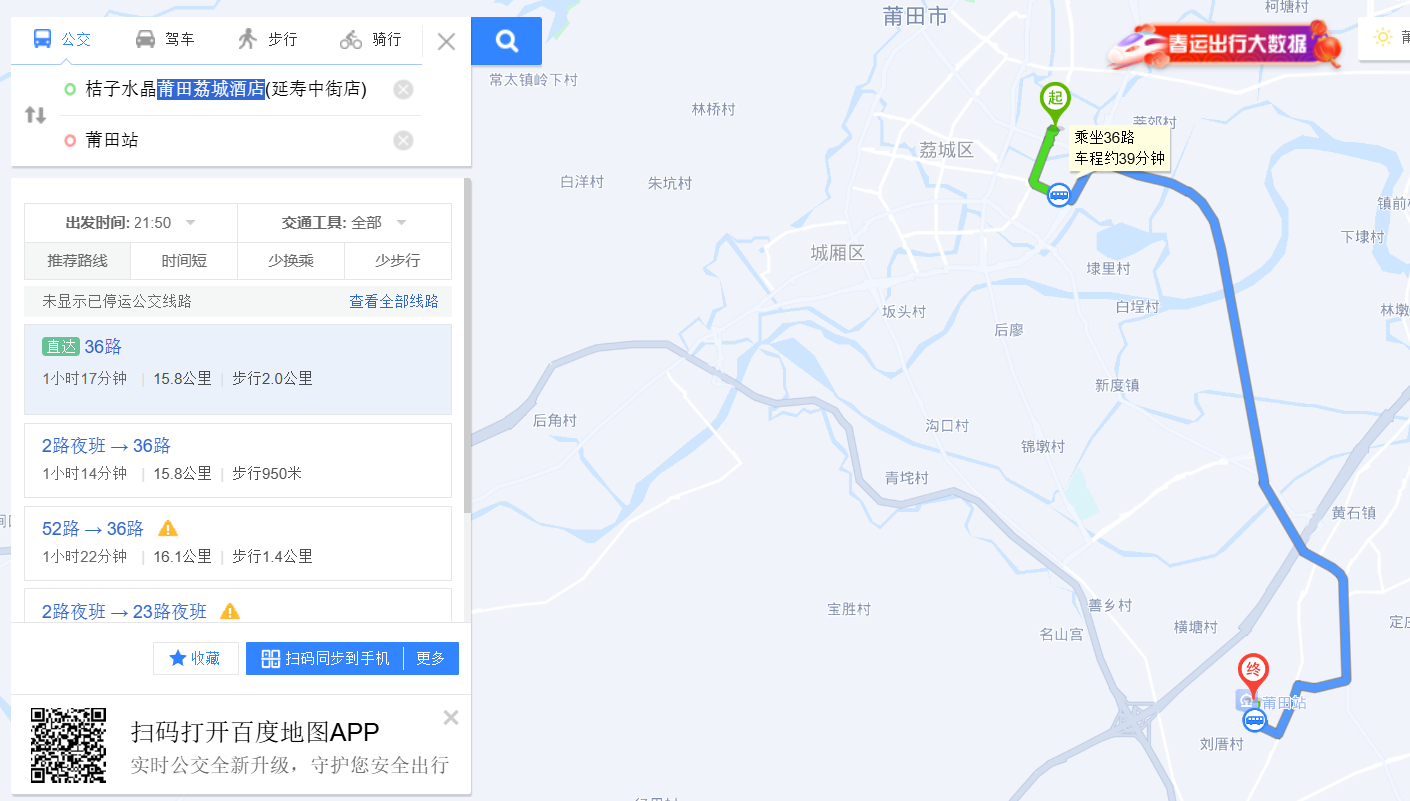 公交 驾车 步行 骑行
桔子水晶莆田荔城酒店(延寿中街店)
莆田站
出发时间: 21:50 交通工具: 全部
推荐路线 时间短 少换乘 少步行
未显示已停运公交线路 查看全部线路
直达 36路
1小时17分钟 | 15.8公里 | 步行2.0公里
2路夜班 → 36路
1小时14分钟 | 15.8公里 | 步行950米
52路 → 36路
1小时22分钟 | 16.1公里 | 步行1.4公里
2路夜班 → 23路夜班
收藏 扫码同步到手机 更多
扫码打开百度地图APP
实时公交全新升级，守护您安全出行
莆田市
柯塘村
春运出行大数据
莆
常太镇岭下村
林桥村
起
荔城区
乘坐36路
车程约39分钟
白洋村
朱坑村
镇前
下埭村
城厢区
埭里村
坂头村
白埕村
林墩
后廖
新度镇
后角村
沟口村
锦墩村
青垞村
黄石镇
宝胜村
善乡村
名山宫
横塘村
定庄
终
莆田站
刘厝村